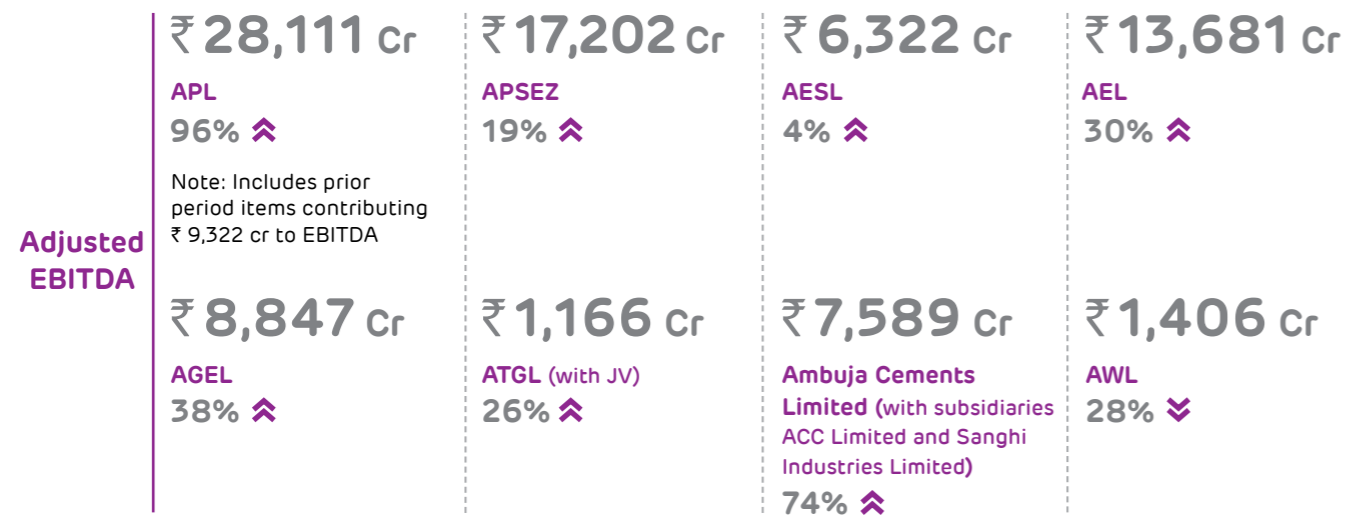 Adjusted
EBITDA
₹ 28,111 Cr
APL
96%
Note: Includes prior
period items contributing
₹ 9,322 cr to EBITDA
₹ 17,202 Cr
APSEZ
19%
₹ 6,322 Cr
AESL
4%
₹ 13,681 Cr
AEL
30%
₹ 8,847 Cr
AGEL
38%
₹ 1,166 Cr
ATGL (with JV)
26%
₹ 7,589 Cr
Ambuja Cements
Limited (with subsidiaries
ACC Limited and Sanghi
Industries Limited)
74%
₹ 1,406 Cr
AWL
28%